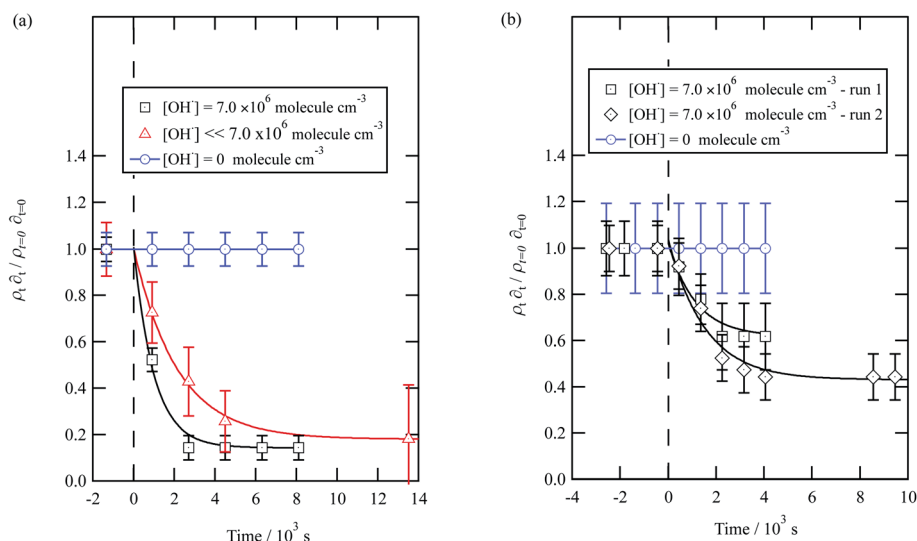 (a)
[OH˙] = 7.0 ×10⁶ molecule cm⁻³
[OH˙] << 7.0 x10⁶ molecule cm⁻³
[OH˙] = 0 molecule cm⁻³
1.4
1.2
1.0
0.8
0.6
0.4
0.2
0.0
-2 0 2 4 6 8 10 12 14
Time / 10³ s
ρₜ ∂ₜ / ρₜ₌₀ ∂ₜ₌₀
(b)
[OH˙] = 7.0 ×10⁶ molecule cm⁻³ - run 1
[OH˙] = 7.0 ×10⁶ molecule cm⁻³ - run 2
[OH˙] = 0 molecule cm⁻³
1.4
1.2
1.0
0.8
0.6
0.4
0.2
0.0
-4 -2 0 2 4 6 8 10
Time / 10³ s
ρₜ ∂ₜ / ρₜ₌₀ ∂ₜ₌₀